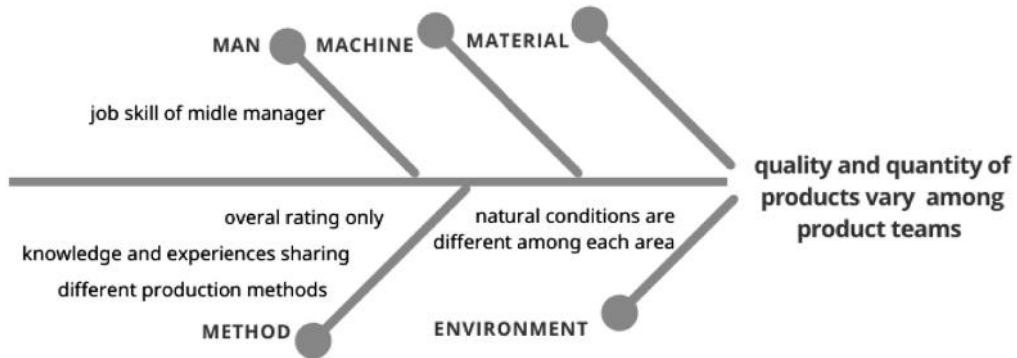 MAN
MACHINE
MATERIAL
job skill of midle manager
quality and quantity of
products vary among
product teams
overal rating only
knowledge and experiences sharing
different production methods
natural conditions are
different among each area
METHOD
ENVIRONMENT